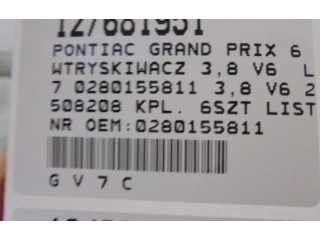 127681951
PONTIAC GRAND PRIX 6
WTRYSKIWACZ 3,8 V6 L
7 0280155811 3,8 V6 2
508208 KPL. 6SZT LIST
NR OEM:0280155811
G V 7 C